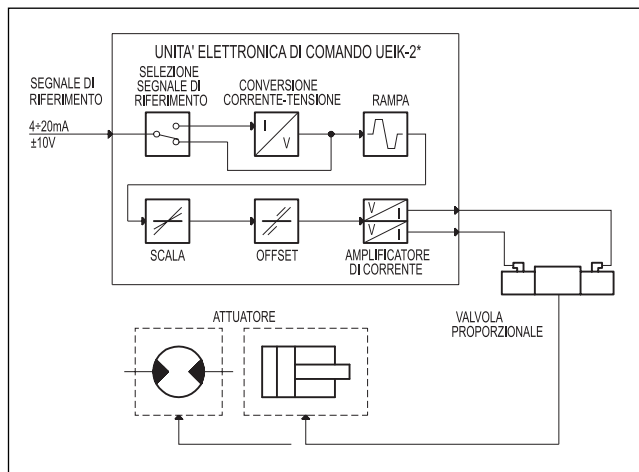 UNITA' ELETTRONICA DI COMANDO UEIK-2*
SEGNALE DI
RIFERIMENTO
4÷20mA
±10V
SELEZIONE
SEGNALE DI
RIFERIMENTO
CONVERSIONE
CORRENTE-TENSIONE
I
V
RAMPA
SCALA
OFFSET
V
I
V
I
AMPLIFICATORE
DI CORRENTE
VALVOLA
PROPORZIONALE
ATTUATORE